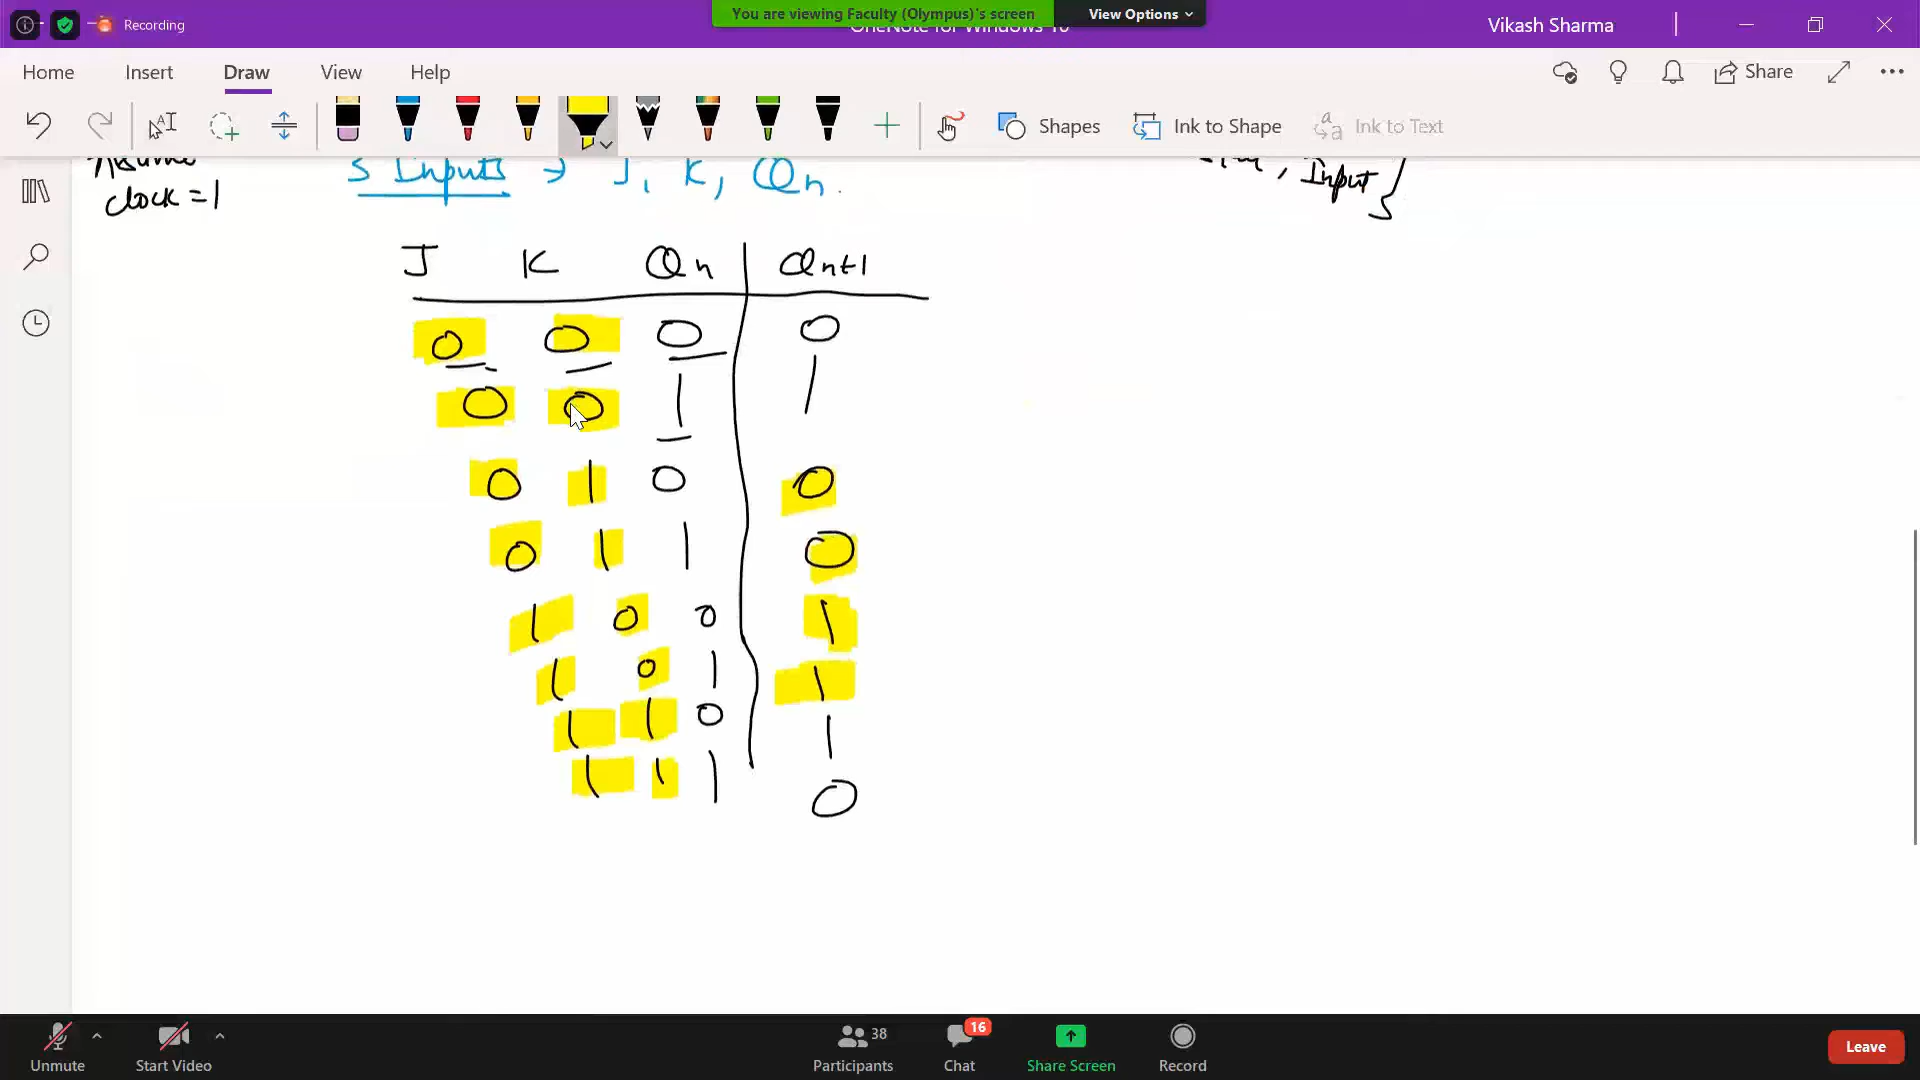 You are viewing Faculty (Olympus)'s screen
View Options
Recording
Vikash Sharma
Home Insert Draw View Help
Share
Shapes Ink to Shape Ink to Text
3 Inputs → J, K, Qn.
, Input}
clock = 1
J K Qn Qn+1
0 0 0 0
0 0 1 1
0 1 0 0
0 1 1 0
1 0 0 1
1 0 1 1
1 1 0 1
1 1 1 0
38
16
Unmute Start Video Participants Chat Share Screen Record Leave